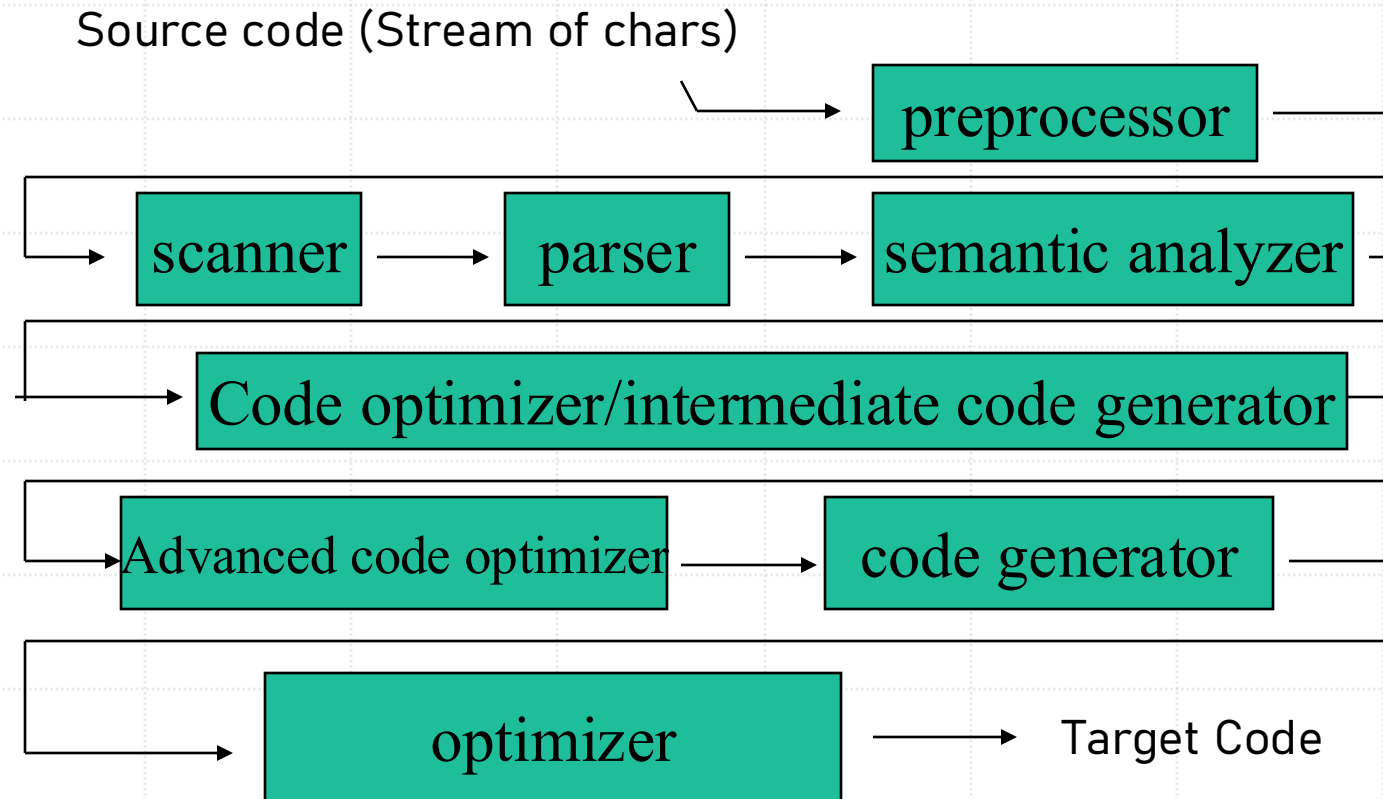 Source code (Stream of chars)
preprocessor
scanner parser semantic analyzer
Code optimizer/intermediate code generator
Advanced code optimizer code generator
optimizer Target Code